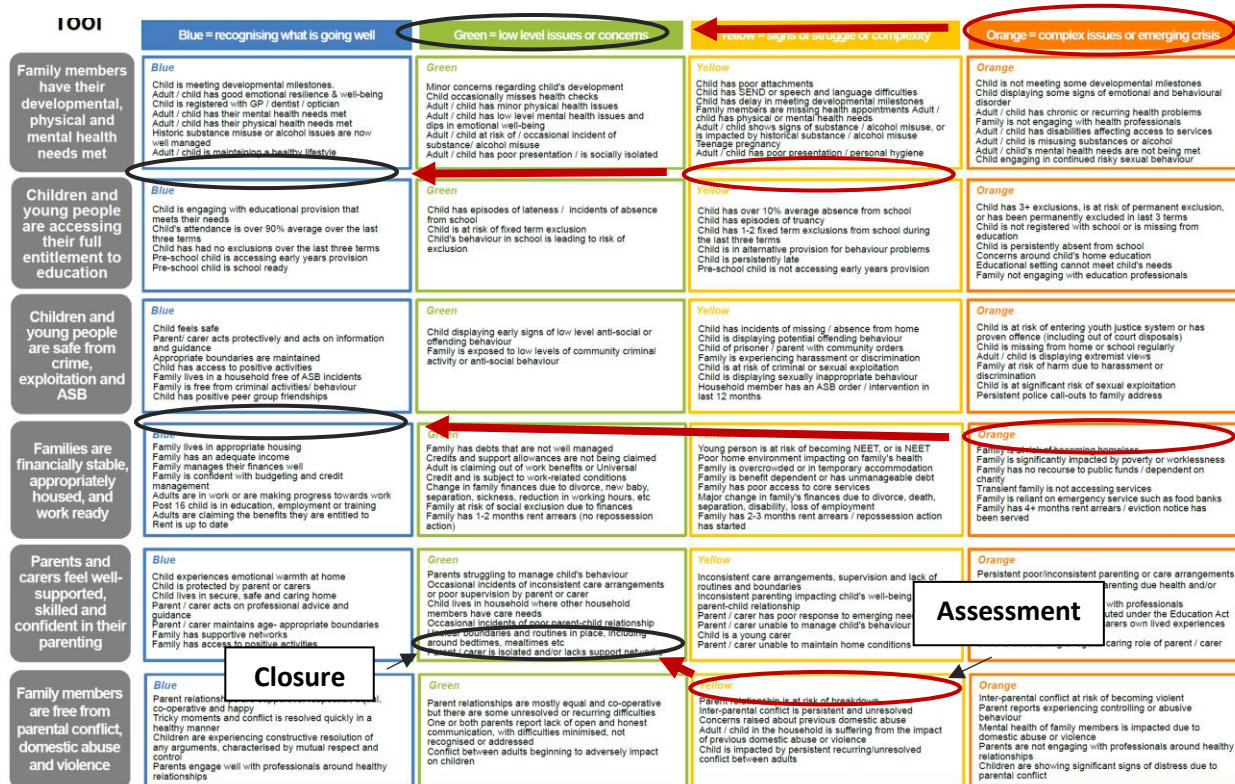 TOOL
Blue = recognising what is going well
Green = low level issues or concerns
Yellow = signs of struggle or complexity
Orange = complex issues or emerging crisis
Family members
have their
developmental,
physical and
mental health
needs met
Blue
Child is meeting developmental milestones.
Adult / child has good emotional resilience & well-being
Child is registered with GP / dentist / optician
Adult / child has their mental health needs met
Adult / child has their physical health needs met
Historic substance misuse or alcohol issues are now
well managed
Adult / child is maintaining a healthy lifestyle
Green
Minor concerns regarding child's development
Child occasionally misses health checks
Adult / child has minor physical health issues
Adult / child has low level mental health issues and
dips in emotional well-being
Adult / child at risk of / occasional incident of
substance/ alcohol misuse
Adult / child has poor presentation / is socially isolated
Yellow
Child has poor attachments
Child has SEND or speech and language difficulties
Child has delay in meeting developmental milestones
Family members are missing health appointments Adult /
child has physical or mental health needs
Adult / child shows signs of substance / alcohol misuse, or
is impacted by historical substance / alcohol misuse
Teenage pregnancy
Adult / child has poor presentation / personal hygiene
Orange
Child is not meeting some developmental milestones
Child displaying some signs of emotional and behavioural
disorder
Adult / child has chronic or recurring health problems
Family is not engaging with health professionals
Adult / child has disabilities affecting access to services
Adult / child is misusing substances or alcohol
Adult / child's mental health needs are not being met
Child engaging in continued risky sexual behaviour
Children and
young people
are accessing
their full
entitlement to
education
Blue
Child is engaging with educational provision that
meets their needs
Child's attendance is over 90% average over the last
three terms
Child has had no exclusions over the last three terms
Pre-school child is accessing early years provision
Pre-school child is school ready
Green
Child has episodes of lateness / incidents of absence
from school
Child is at risk of fixed term exclusion
Child's behaviour in school is leading to risk of
exclusion
Yellow
Child has over 10% average absence from school
Child has episodes of truancy
Child has 1-2 fixed term exclusions from school during
the last three terms
Child is in alternative provision for behaviour problems
Child is persistently late
Pre-school child is not accessing early years provision
Orange
Child has 3+ exclusions, is at risk of permanent exclusion,
or has been permanently excluded in last 3 terms
Child is not registered with school or is missing from
education
Child is persistently absent from school
Concerns around child's home education
Educational setting cannot meet child's needs
Family not engaging with education professionals
Children and
young people
are safe from
crime,
exploitation and
ASB
Blue
Child feels safe
Parent/ carer acts protectively and acts on information
and guidance
Appropriate boundaries are maintained
Child has access to positive activities
Family lives in a household free of ASB incidents
Family is free from criminal activities/ behaviour
Child has positive peer group friendships
Green
Child displaying early signs of low level anti-social or
offending behaviour
Family is exposed to low levels of community criminal
activity or anti-social behaviour
Yellow
Child has incidents of missing / absence from home
Child is displaying potential offending behaviour
Child of prisoner / parent with community orders
Family is experiencing harassment or discrimination
Child is at risk of criminal or sexual exploitation
Child is displaying sexually inappropriate behaviour
Household member has an ASB order / intervention in
last 12 months
Orange
Child is at risk of entering youth justice system or has
proven offence (including out of court disposals)
Child is missing from home or school regularly
Adult / child is displaying extremist views
Family at risk of harm due to harassment or
discrimination
Child is at significant risk of sexual exploitation
Persistent police call-outs to family address
Families are
financially stable,
appropriately
housed, and
work ready
Blue
Family lives in appropriate housing
Family has adequate income
Family manages their finances well
Family is confident with budgeting and credit
management
Adults are in work or are making progress towards work
Post 16 child is in education, employment or training
Adults are claiming the benefits they are entitled to
Rent is up to date
Green
Family has debts that are not well managed
Credits and support allowances are not being claimed
Adult is claiming out of work benefits or Universal
Credit and is subject to work-related conditions
Change in family finances due to divorce, new baby,
separation, sickness, reduction in working hours, etc
Family at risk of social exclusion due to finances
Family has 1-2 months rent arrears (no repossession
action)
Yellow
Young person is at risk of becoming NEET, or is NEET
Poor home environment impacting on family's health
Family is overcrowded or in temporary accommodation
Family is benefit dependent or has unmanageable debt
Family has poor access to core services
Major change in family's finances due to divorce, death,
separation, disability, loss of employment
Family has 2-3 months rent arrears / repossession action
has started
Orange
Family is at risk of becoming homeless
Family is significantly impacted by poverty or worklessness
Family has no recourse to public funds / dependent on
charity
Transient family is not accessing services
Family is reliant on emergency service such as food banks
Family has 4+ months rent arrears / eviction notice has
been served
Parents and
carers feel well-
supported,
skilled and
confident in their
parenting
Blue
Child experiences emotional warmth at home
Child is protected by parent or carers
Child lives in secure, safe and caring home
Parent / carer acts on professional advice and
guidance
Parent / carer maintains age- appropriate boundaries
Family has supportive networks
Family has access to positive activities
Green
Parents struggling to manage child's behaviour
Occasional incidents of inconsistent care arrangements
or poor supervision by parent or carer
Child lives in household where other household
members have care needs
Occasional incidents of poor parent-child relationship
Unclear boundaries and routines in place, including
around bedtimes, mealtimes etc
Parent / carer is isolated and/or lacks support networks
Yellow
Inconsistent care arrangements, supervision and lack of
routines and boundaries
Inconsistent parenting impacting child's well-being
parent-child relationship
Parent / carer has poor response to emerging
Parent / carer unable to manage child's behaviour
Child is a young carer
Parent / carer unable to maintain home conditions
Orange
Persistent poor/inconsistent parenting or care arrangements
arenting due health and/or
with professionals
uted under the Education Act
arers own lived experiences
caring role of parent / carer
Assessment
Closure
Family members
are free from
parental conflict,
domestic abuse
and violence
Blue
Parent
co-operative and happy
Tricky moments and conflict is resolved quickly in a
healthy manner
Children are experiencing constructive resolution of
any arguments, characterised by mutual respect and
control
Parents engage well with professionals around healthy
relationships
Green
Parent relationships are mostly equal and co-operative
but there are some unresolved or recurring difficulties
One or both parents report lack of open and honest
communication, with difficulties minimised, not
recognised or addressed
Conflict between adults beginning to adversely impact
on children
Yellow
Parent relationship is at risk of breakdown
Inter-parental conflict is persistent and unresolved
Concerns raised about previous domestic abuse
Adult / child in the household is suffering from the
impact of previous domestic abuse or violence
Child is impacted by persistent recurring/unresolved
conflict between adults
Orange
Inter-parental conflict at risk of becoming violent
Parent reports experiencing controlling or abusive
behaviour
Mental health of family members is impacted due to
domestic abuse or violence
Parents are not engaging with professionals around healthy
relationships
Children are showing significant signs of distress due to
parental conflict